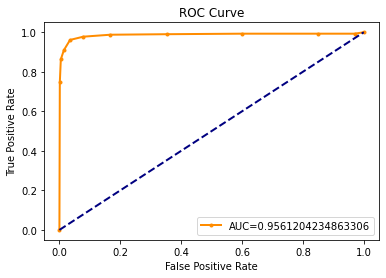 ROC Curve
True Positive Rate
1.0
0.8
0.6
0.4
0.2
0.0
AUC=0.9561204234863306
0.0 0.2 0.4 0.6 0.8 1.0
False Positive Rate